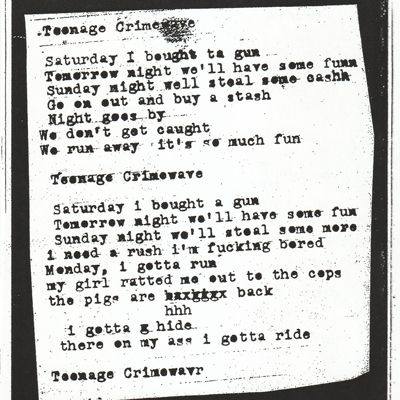 .Teenage Crimewave
Saturday I bought ta gun
Tomorrow might we'll have some funn
Sunday might well steal some cashh
Go on out and buy a stash
Night goes by
We don't get caught
We run away it's so much fun
Teenage Crimewave
Saturday i bought a gun
Tomorrow might we'll have some fun
Sunday might we'll steal some more
i need a rush i'm fucking bored
Monday, i gotta run
my girl ratted me out to the cops
the pigs are back
hhh
i gotta g hide
there on my ass i gotta ride
Teenage Crimewavr